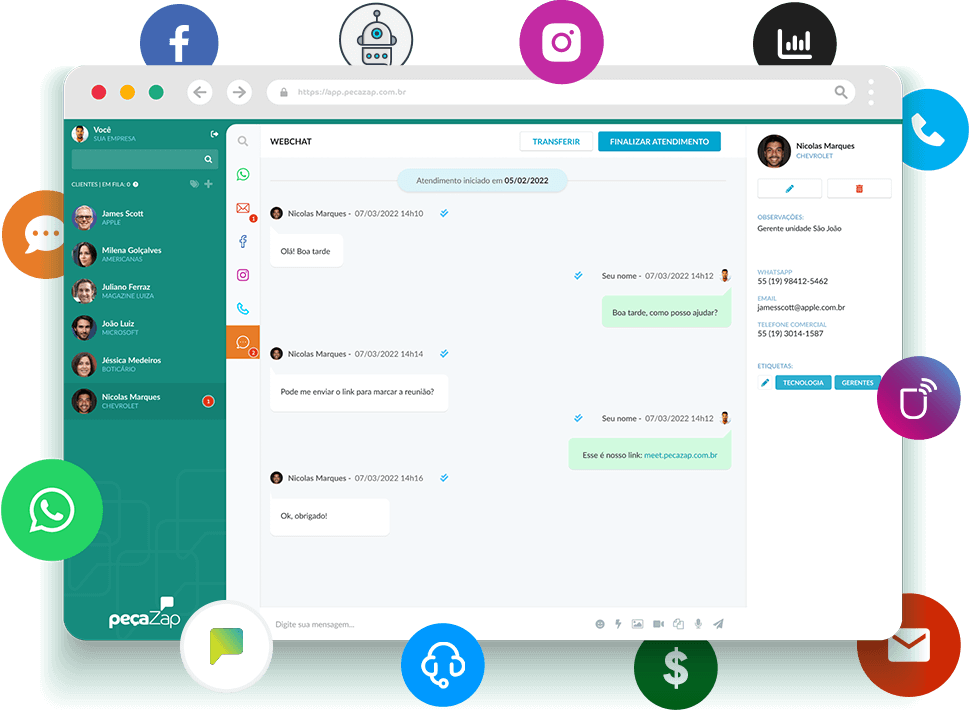 https://app.pecazap.com.br
Você
SUA EMPRESA
CLIENTES | EM FILA: 0
James Scott
APPLE
Milena Golçalves
AMERICANAS
Juliano Ferraz
MAGAZINE LUIZA
João Luiz
MICROSOFT
Jéssica Medeiros
BOTICÁRIO
Nicolas Marques
CHEVROLET
1
peçaZap
1
2
WEBCHAT
TRANSFERIR
FINALIZAR ATENDIMENTO
Atendimento iniciado em 05/02/2022
Nicolas Marques - 07/03/2022 14h10
Olá! Boa tarde
Seu nome - 07/03/2022 14h12
Boa tarde, como posso ajudar?
Nicolas Marques - 07/03/2022 14h14
Pode me enviar o link para marcar a reunião?
Seu nome - 07/03/2022 14h12
Esse é nosso link: meet.pecazap.com.br
Nicolas Marques - 07/03/2022 14h16
Ok, obrigado!
Digite sua mensagem...
Nicolas Marques
CHEVROLET
OBSERVAÇÕES:
Gerente unidade São João
WHATSAPP
55 (19) 98412-5462
EMAIL
jamesscott@apple.com.br
TELEFONE COMERCIAL
55 (19) 3014-1587
ETIQUETAS:
TECNOLOGIA
GERENTES